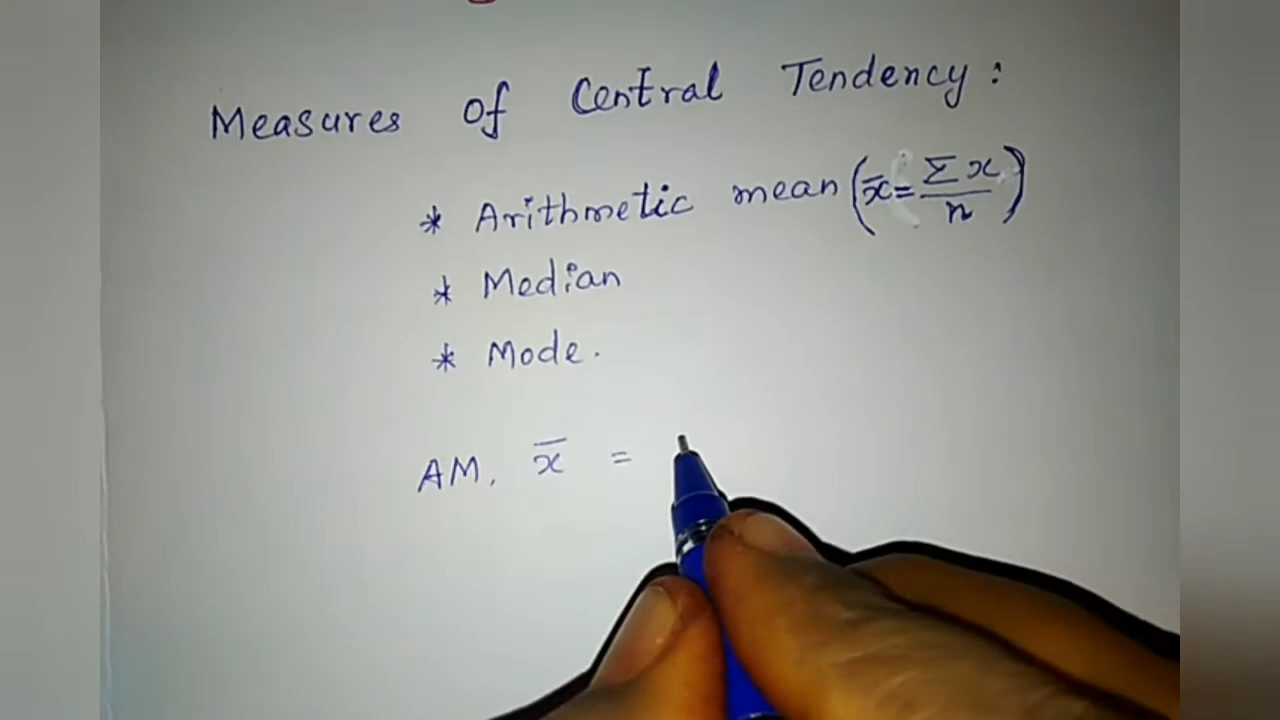 Measures of Central Tendency:
* Arithmetic mean (x̄ = Σx/n)
* Median
* Mode.
AM, x̄ =